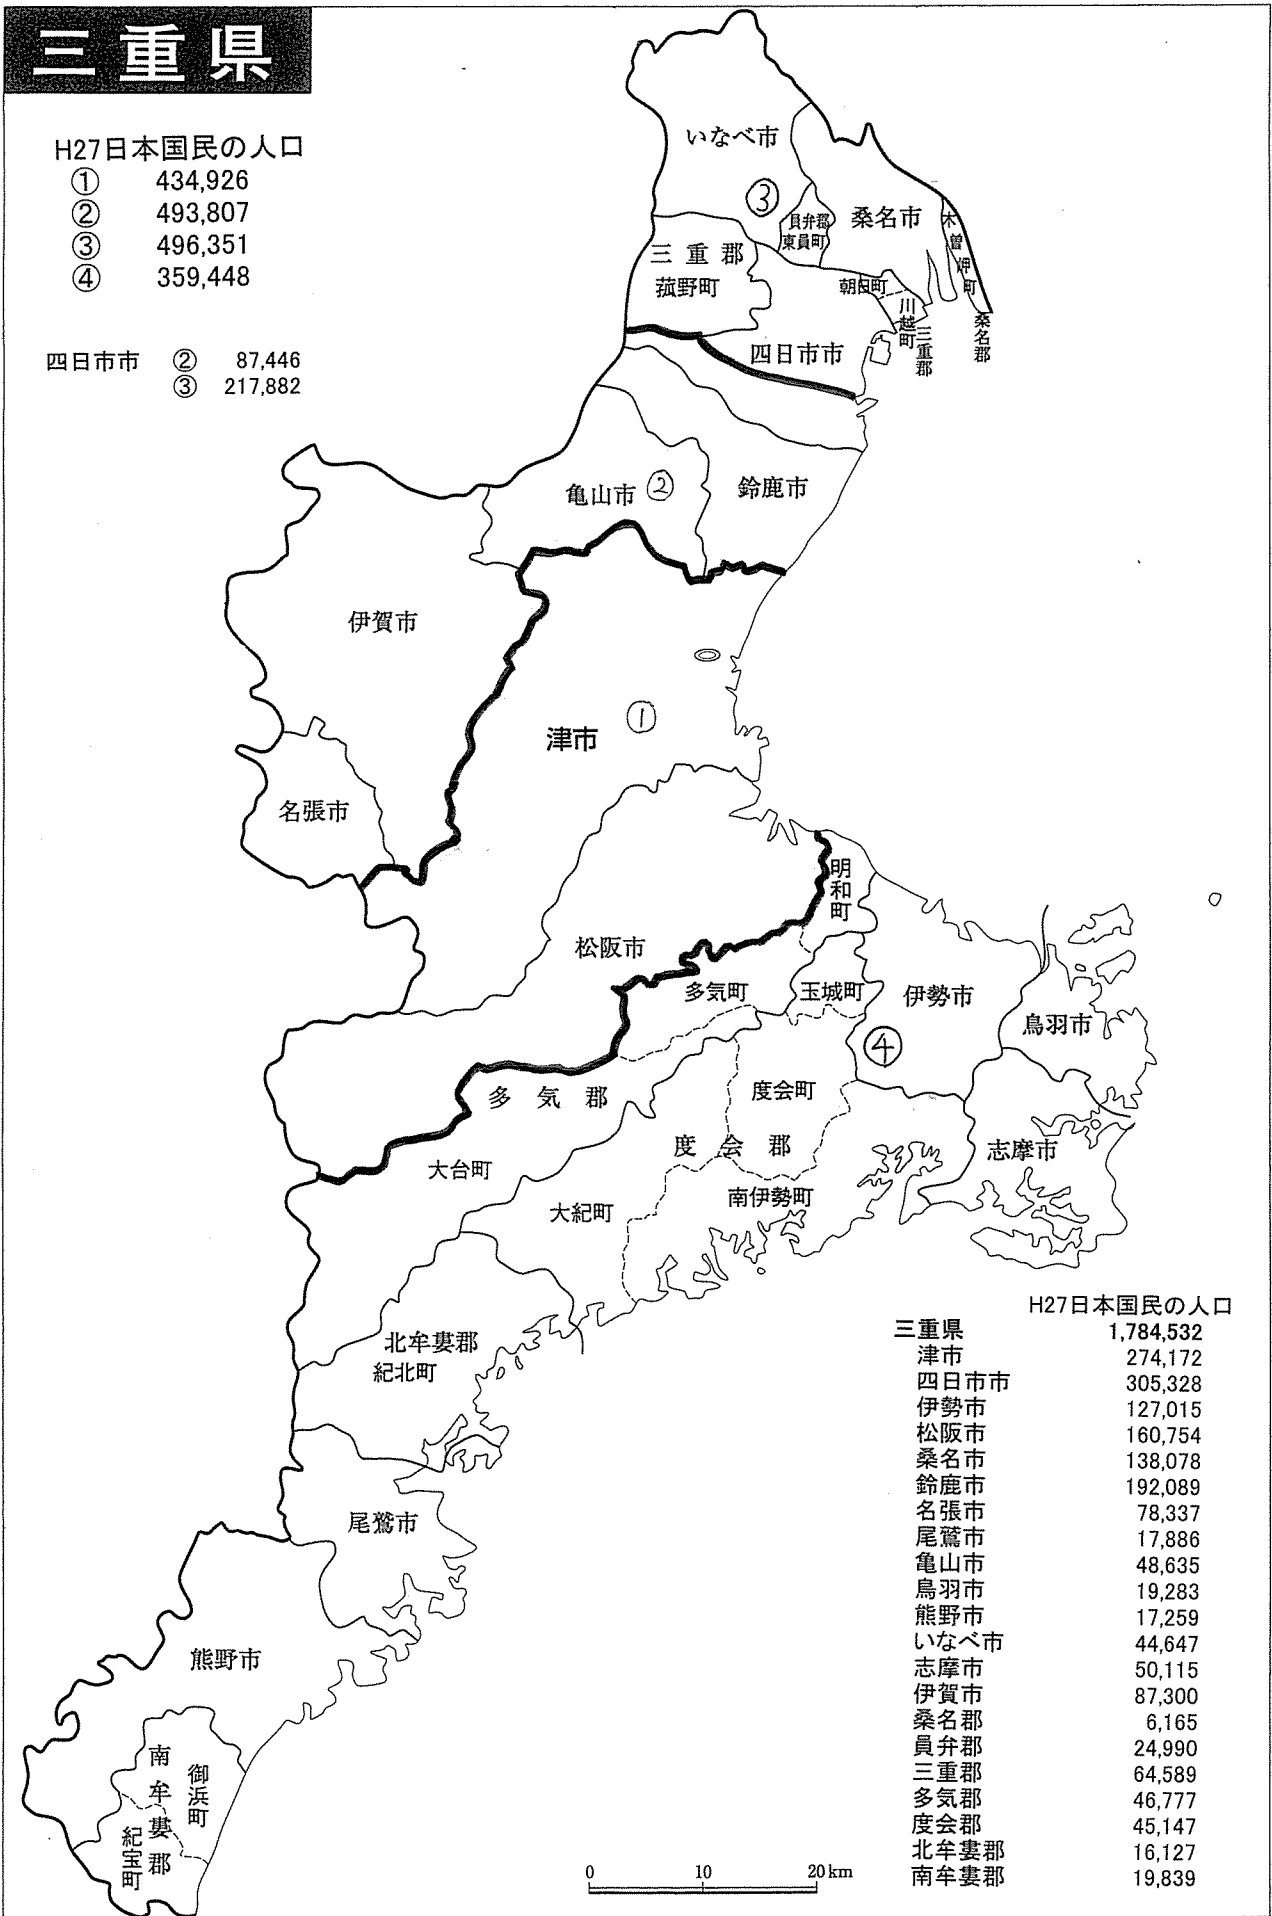 三重県
H27日本国民の人口
① 434,926
② 493,807
③ 496,351
④ 359,448
四日市市 ② 87,446
③ 217,882
いなべ市
③
員弁郡
東員町
桑名市
木曽岬町
桑名郡
三重郡
菰野町
朝日町
川越町
三重郡
四日市市
亀山市
②
鈴鹿市
伊賀市
津市
①
名張市
松阪市
明和町
多気町
玉城町
伊勢市
④
鳥羽市
多気郡
度会町
度会郡
志摩市
大台町
大紀町
南伊勢町
北牟婁郡
紀北町
尾鷲市
熊野市
南牟婁郡
御浜町
紀宝町
0 10 20km
H27日本国民の人口
三重県 1,784,532
津市 274,172
四日市市 305,328
伊勢市 127,015
松阪市 160,754
桑名市 138,078
鈴鹿市 192,089
名張市 78,337
尾鷲市 17,886
亀山市 48,635
鳥羽市 19,283
熊野市 17,259
いなべ市 44,647
志摩市 50,115
伊賀市 87,300
桑名郡 6,165
員弁郡 24,990
三重郡 64,589
多気郡 46,777
度会郡 45,147
北牟婁郡 16,127
南牟婁郡 19,839